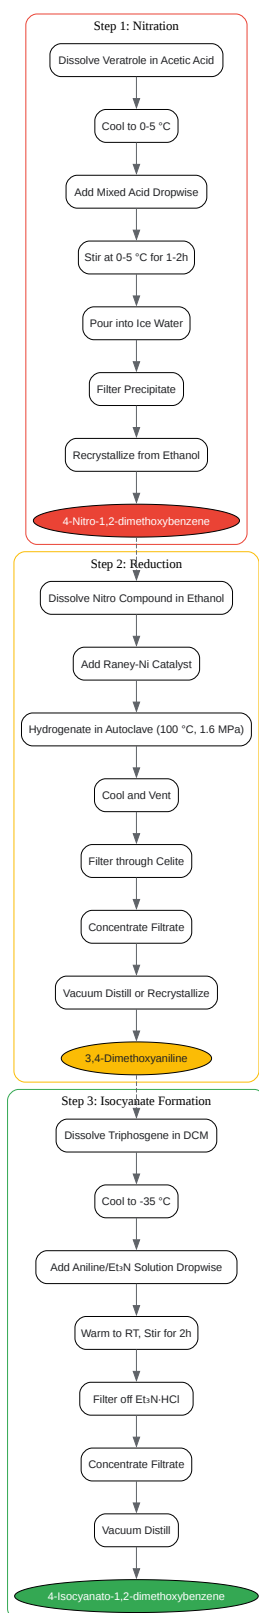 Step 1: Nitration
Dissolve Veratrole in Acetic Acid
Cool to 0-5 °C
Add Mixed Acid Dropwise
Stir at 0-5 °C for 1-2h
Pour into Ice Water
Filter Precipitate
Recrystallize from Ethanol
4-Nitro-1,2-dimethoxybenzene
Step 2: Reduction
Dissolve Nitro Compound in Ethanol
Add Raney-Ni Catalyst
Hydrogenate in Autoclave (100 °C, 1.6 MPa)
Cool and Vent
Filter through Celite
Concentrate Filtrate
Vacuum Distill or Recrystallize
3,4-Dimethoxyaniline
Step 3: Isocyanate Formation
Dissolve Triphosgene in DCM
Cool to -35 °C
Add Aniline/Et₃N Solution Dropwise
Warm to RT, Stir for 2h
Filter off Et₃N·HCl
Concentrate Filtrate
Vacuum Distill
4-Isocyanato-1,2-dimethoxybenzene